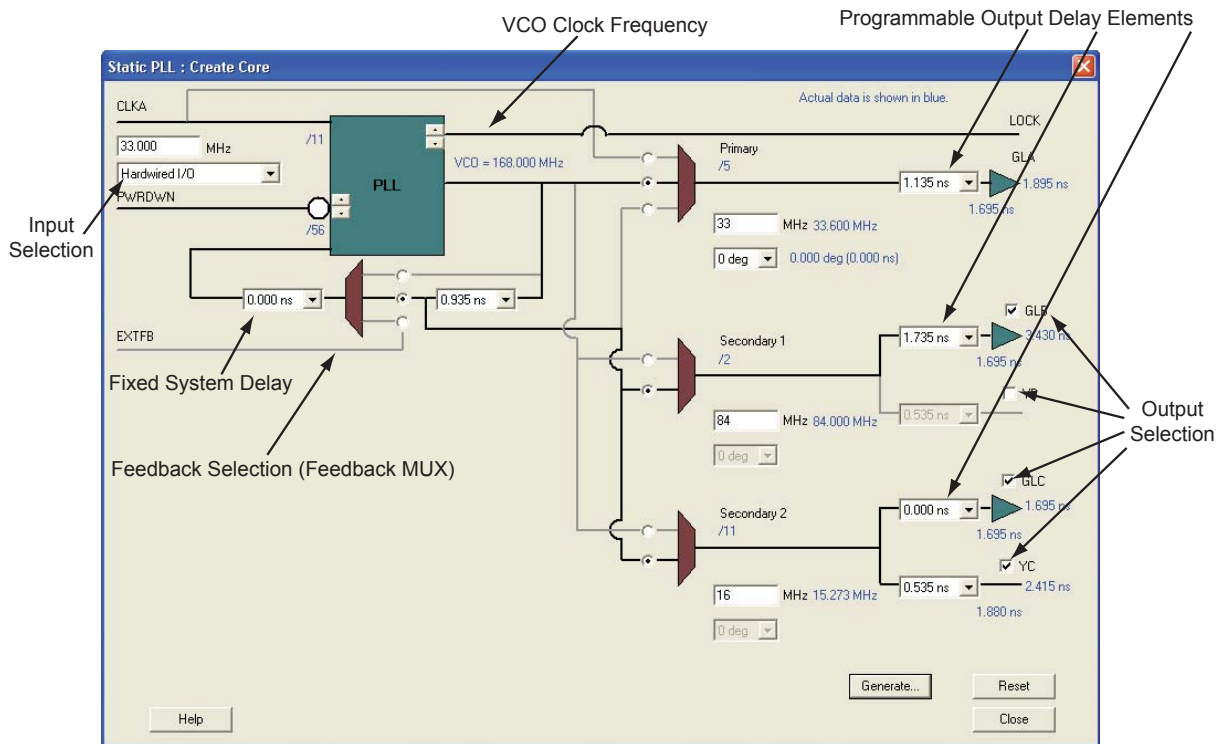 VCO Clock Frequency
Programmable Output Delay Elements
Static PLL : Create Core
CLKA
Actual data is shown in blue.
LOCK
33.000 MHz
/11
Hardwired I/O
PWRDWN
PLL
VCO = 168.000 MHz
Primary
/5
GLA
1.135 ns
1.895 ns
1.695 ns
Input
Selection
/56
33 MHz 33.600 MHz
0 deg 0.000 deg (0.000 ns)
0.000 ns
0.935 ns
EXTFB
Secondary 1
/2
GLB
1.735 ns
3.430 ns
1.695 ns
0.535 ns
84 MHz 84.000 MHz
0 deg
Fixed System Delay
Output
Selection
Feedback Selection (Feedback MUX)
Secondary 2
/11
GLC
0.000 ns
1.695 ns
1.695 ns
YC
0.535 ns
2.415 ns
1.880 ns
16 MHz 15.273 MHz
0 deg
Generate...
Reset
Help
Close